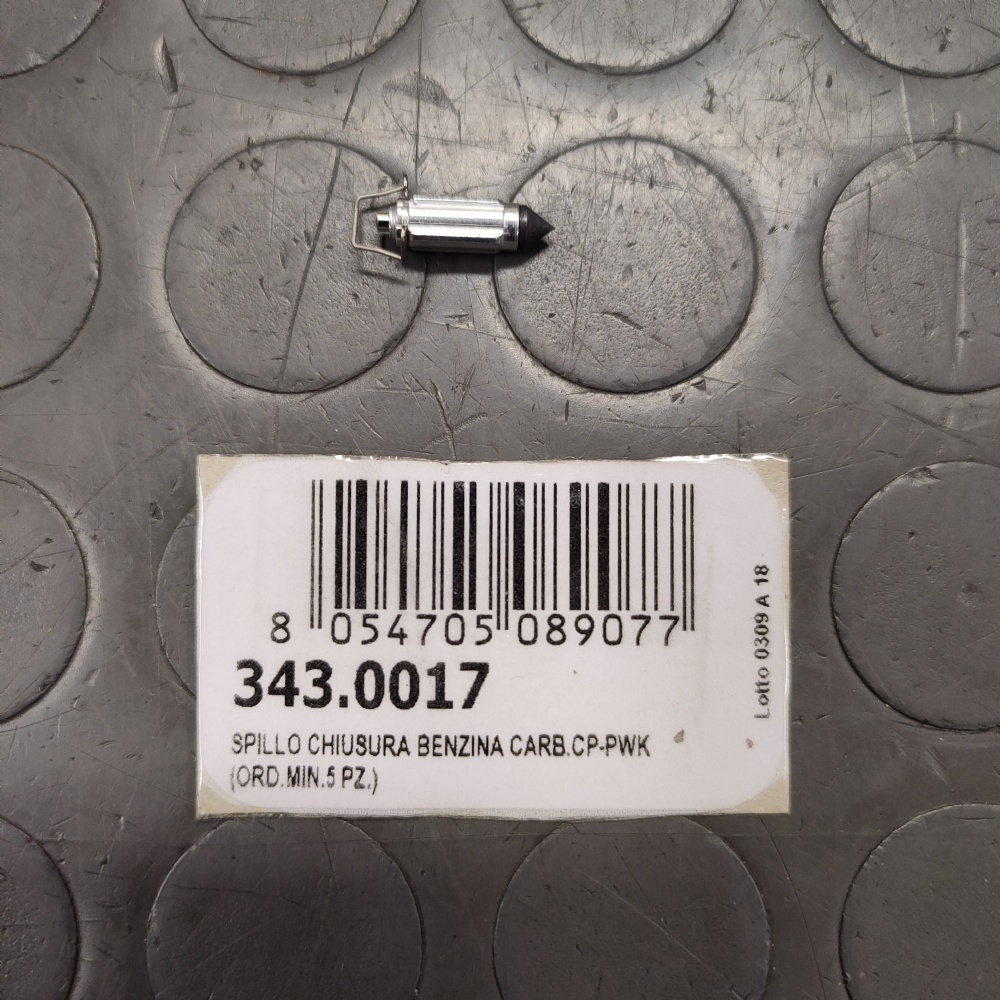 8 054705 089077
343.0017
SPILLO CHIUSURA BENZINA CARB.CP-PWK
(ORD.MIN.5 PZ.)
Lotto 0309 A 18